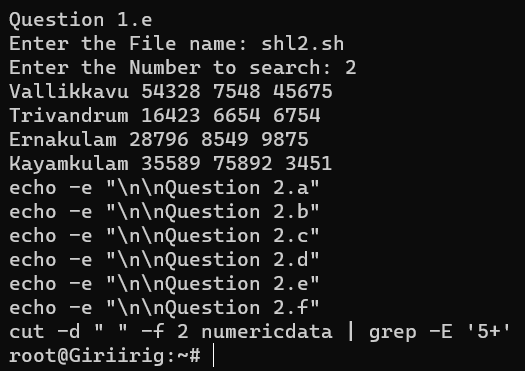 Question 1.e
Enter the File name: shl2.sh
Enter the Number to search: 2
Vallikkavu 54328 7548 45675
Trivandrum 16423 6654 6754
Ernakulam 28796 8549 9875
Kayamkulam 35589 75892 3451
echo -e "\n\nQuestion 2.a"
echo -e "\n\nQuestion 2.b"
echo -e "\n\nQuestion 2.c"
echo -e "\n\nQuestion 2.d"
echo -e "\n\nQuestion 2.e"
echo -e "\n\nQuestion 2.f"
cut -d " " -f 2 numericdata | grep -E '5+'
root@Giriirig:~#